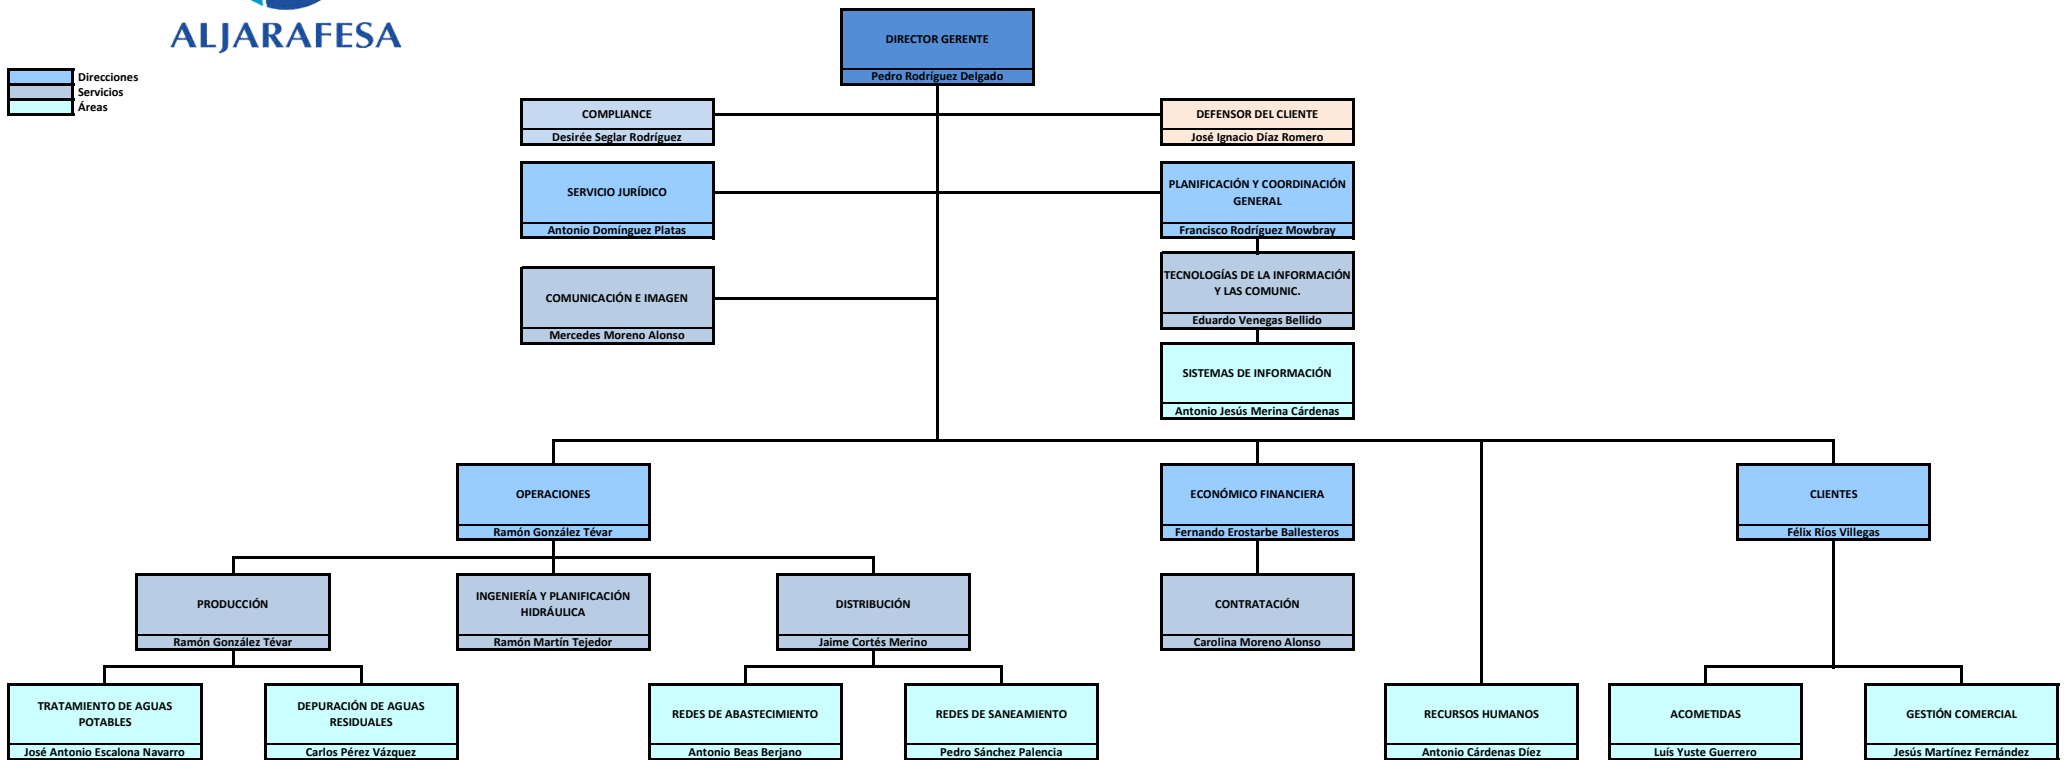 ALJARAFESA
Direcciones
Servicios
Áreas
DIRECTOR GERENTE
Pedro Rodríguez Delgado
COMPLIANCE
Desirée Seglar Rodríguez
DEFENSOR DEL CLIENTE
José Ignacio Díaz Romero
SERVICIO JURÍDICO
Antonio Domínguez Platas
PLANIFICACIÓN Y COORDINACIÓN
GENERAL
Francisco Rodríguez Mowbray
COMUNICACIÓN E IMAGEN
Mercedes Moreno Alonso
TECNOLOGÍAS DE LA INFORMACIÓN
Y LAS COMUNIC.
Eduardo Venegas Bellido
SISTEMAS DE INFORMACIÓN
Antonio Jesús Merina Cárdenas
OPERACIONES
Ramón González Tévar
ECONÓMICO FINANCIERA
Fernando Erostarbe Ballesteros
CLIENTES
Félix Ríos Villegas
PRODUCCIÓN
Ramón González Tévar
INGENIERÍA Y PLANIFICACIÓN
HIDRÁULICA
Ramón Martín Tejedor
DISTRIBUCIÓN
Jaime Cortés Merino
CONTRATACIÓN
Carolina Moreno Alonso
TRATAMIENTO DE AGUAS
POTABLES
José Antonio Escalona Navarro
DEPURACIÓN DE AGUAS
RESIDUALES
Carlos Pérez Vázquez
REDES DE ABASTECIMIENTO
Antonio Beas Berjano
REDES DE SANEAMIENTO
Pedro Sánchez Palencia
RECURSOS HUMANOS
Antonio Cárdenas Díez
ACOMETIDAS
Luís Yuste Guerrero
GESTIÓN COMERCIAL
Jesús Martínez Fernández